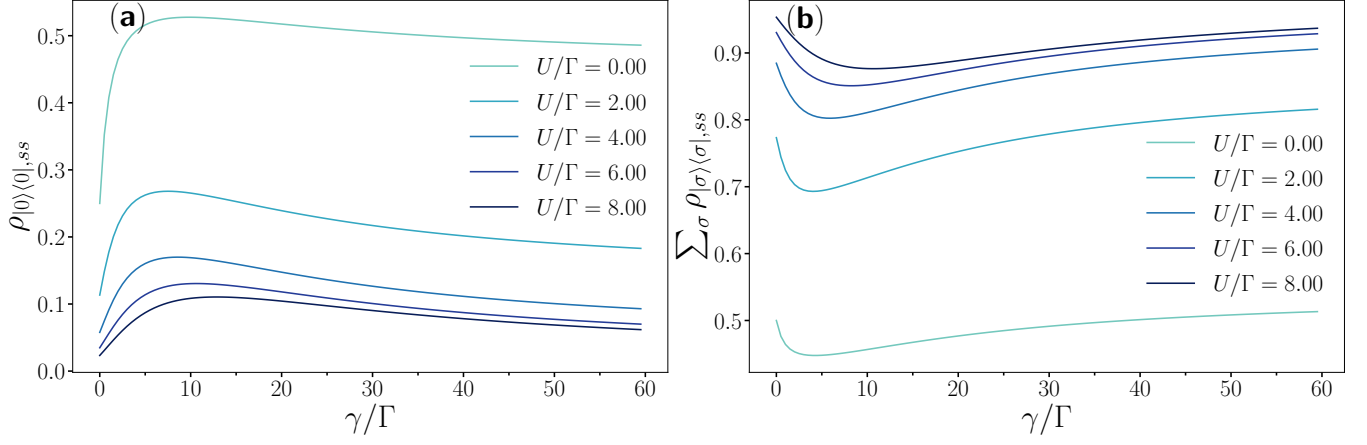 (a)
0.5
0.4
0.3
0.2
0.1
0.0
ρ|0⟩⟨0|,ss
U/Γ = 0.00
U/Γ = 2.00
U/Γ = 4.00
U/Γ = 6.00
U/Γ = 8.00
0 10 20 30 40 50 60
γ/Γ
(b)
0.9
0.8
0.7
0.6
0.5
∑σ ρ|σ⟩⟨σ|,ss
U/Γ = 0.00
U/Γ = 2.00
U/Γ = 4.00
U/Γ = 6.00
U/Γ = 8.00
0 10 20 30 40 50 60
γ/Γ